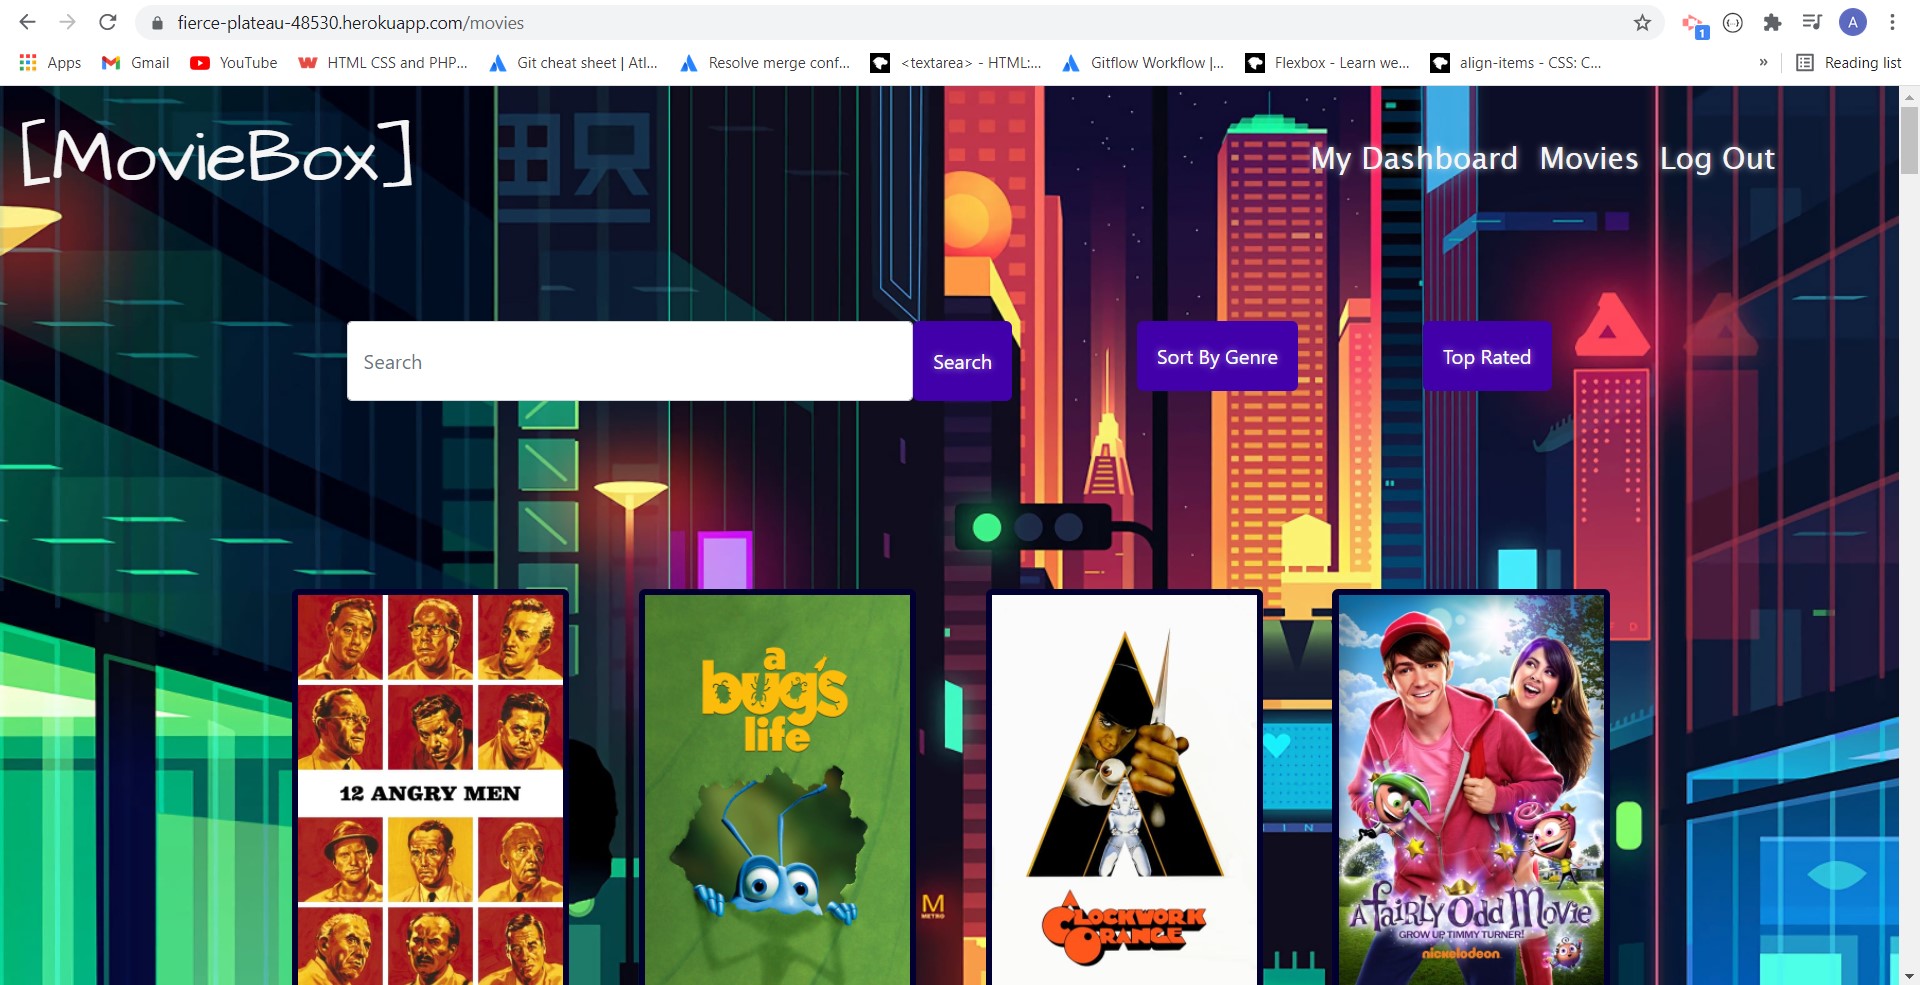 fierce-plateau-48530.herokuapp.com/movies
1
A
Apps
Gmail
YouTube
HTML CSS and PHP...
Git cheat sheet | Atl...
Resolve merge conf...
<textarea> - HTML:...
Gitflow Workflow |...
Flexbox - Learn we...
align-items - CSS: C...
»
Reading list
[MovieBox]
My Dashboard
Movies
Log Out
Search
Search
Sort By Genre
Top Rated
12 ANGRY MEN
a
bug's
life
M
METRO
A
CLOCKWORK
ORANGE
I N
A Fairly Odd Movie
GROW UP TIMMY TURNER!
nickelodeon